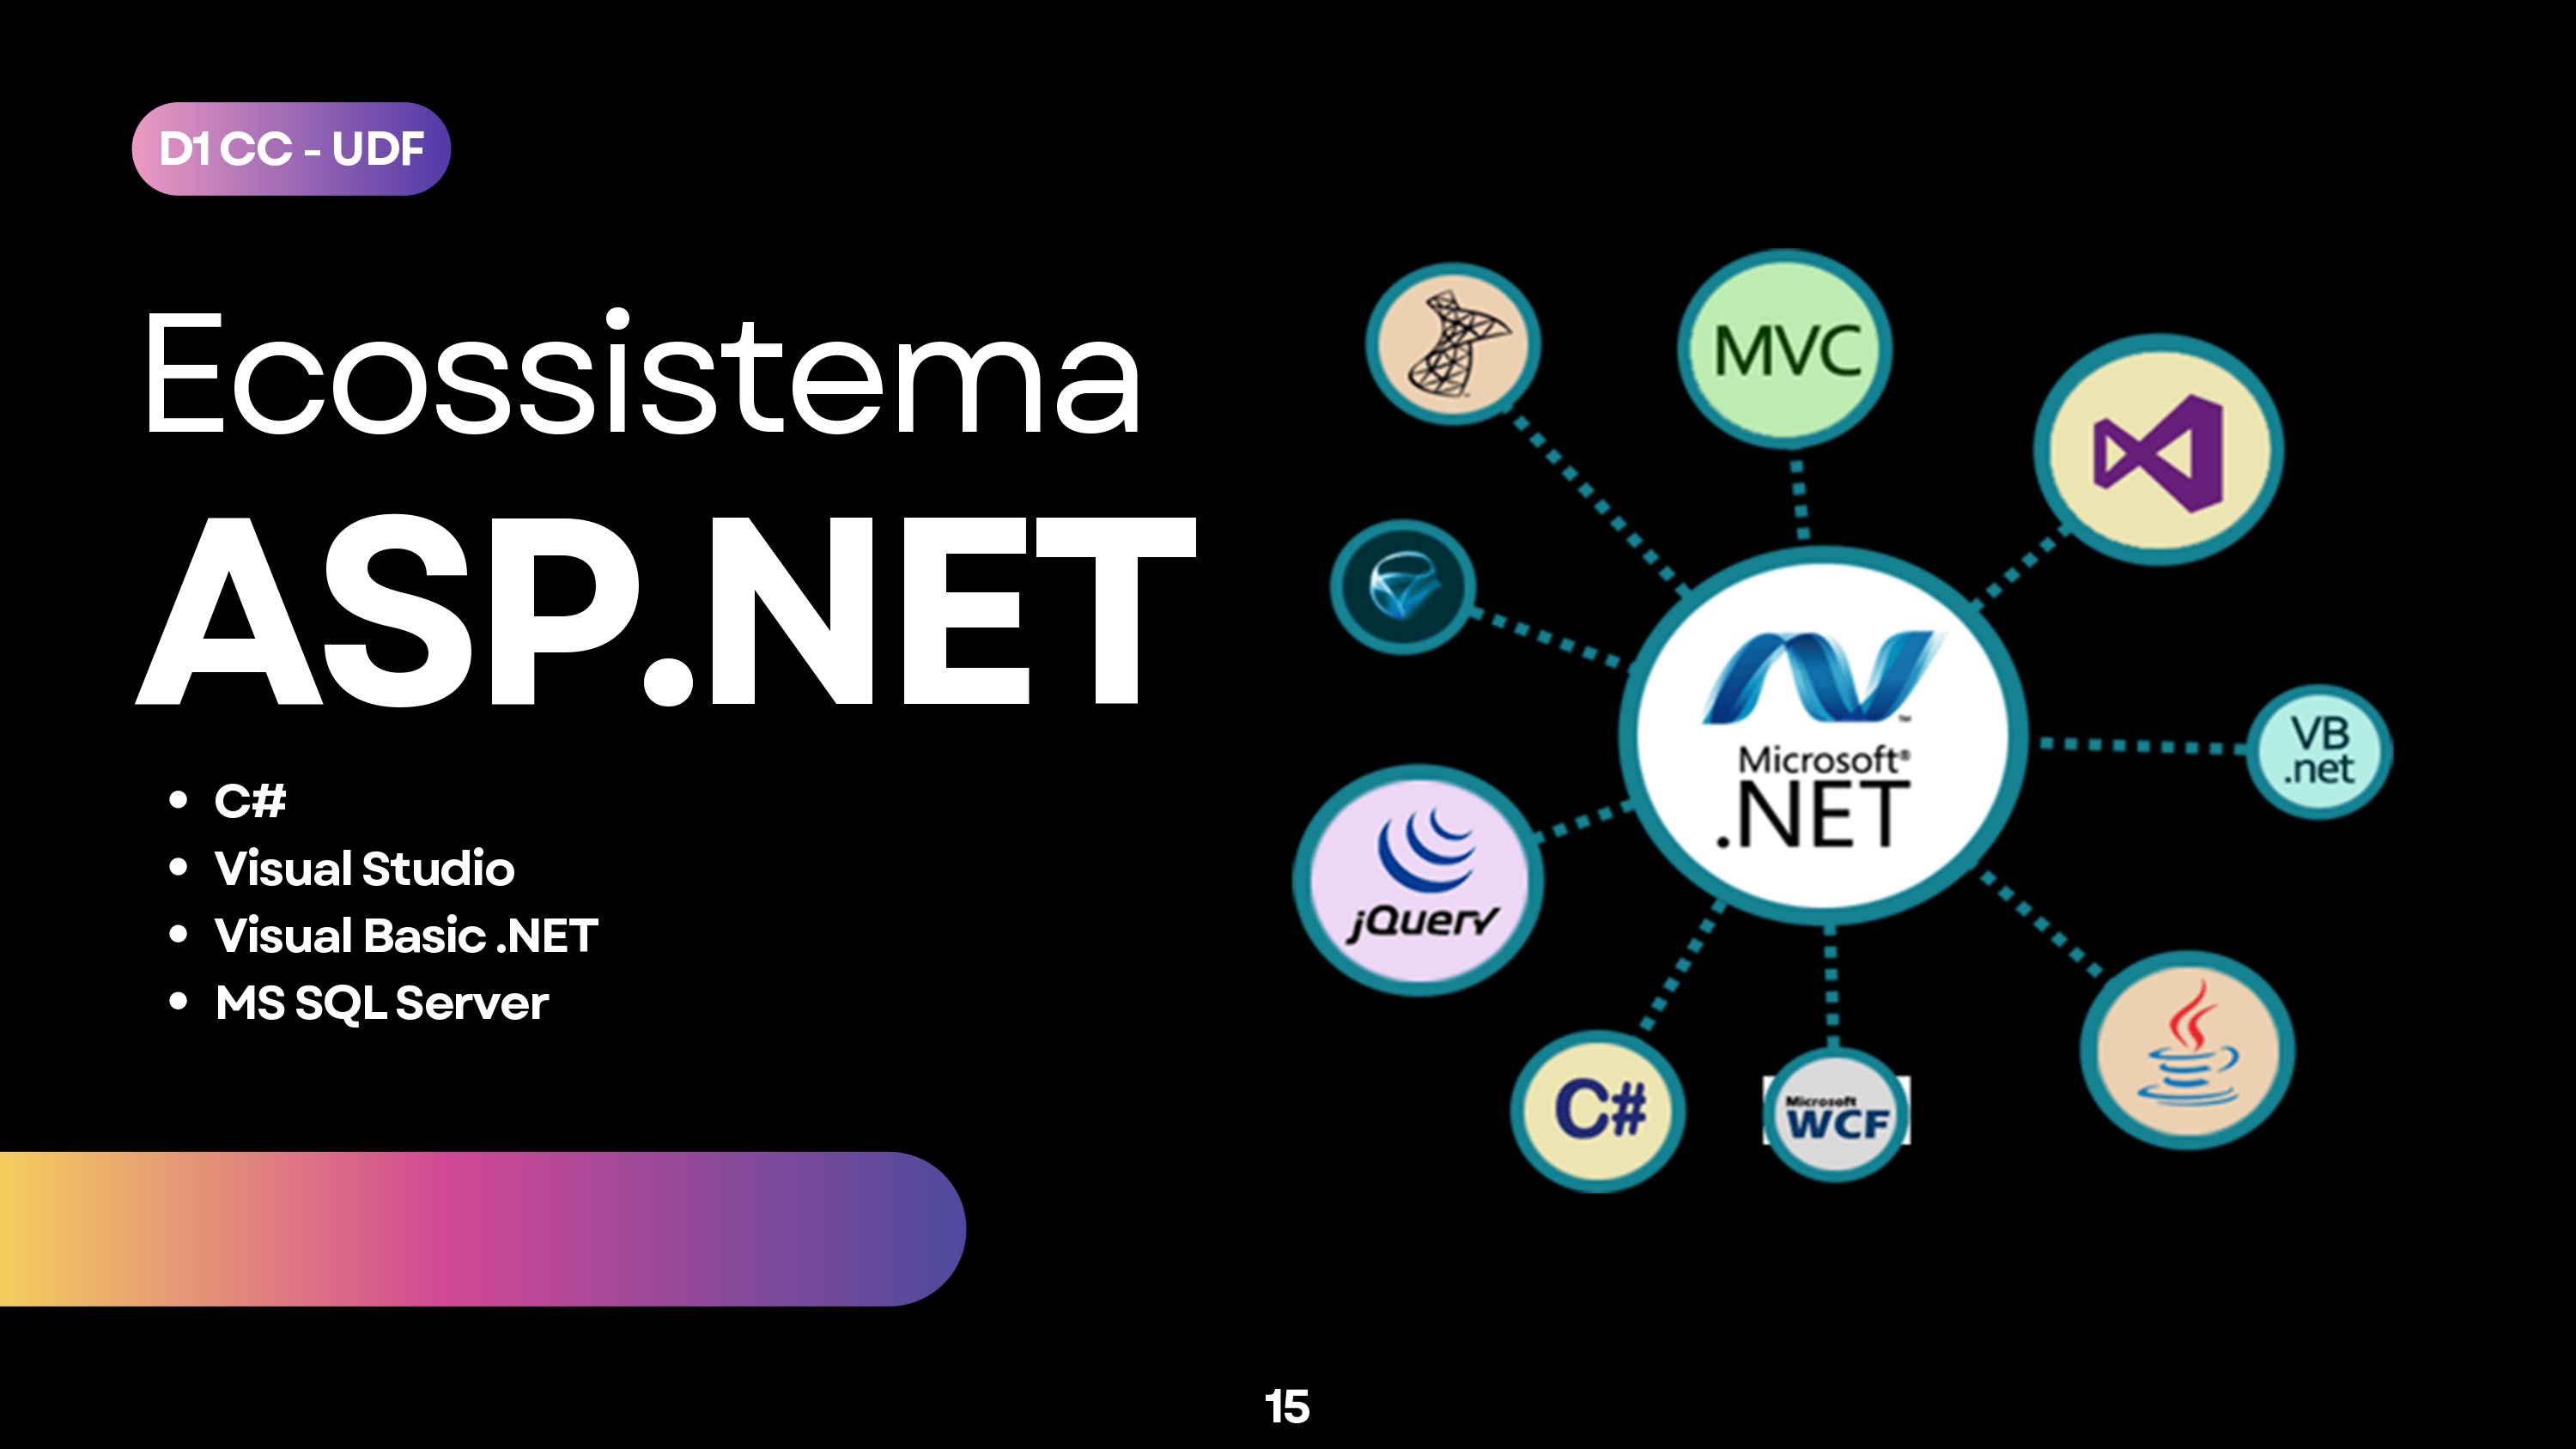 D1 CC - UDF
Ecossistema
ASP.NET
• C#
• Visual Studio
• Visual Basic .NET
• MS SQL Server
MVC
Microsoft®
.NET
™
VB
.net
jQuery
C#
Microsoft
WCF
15